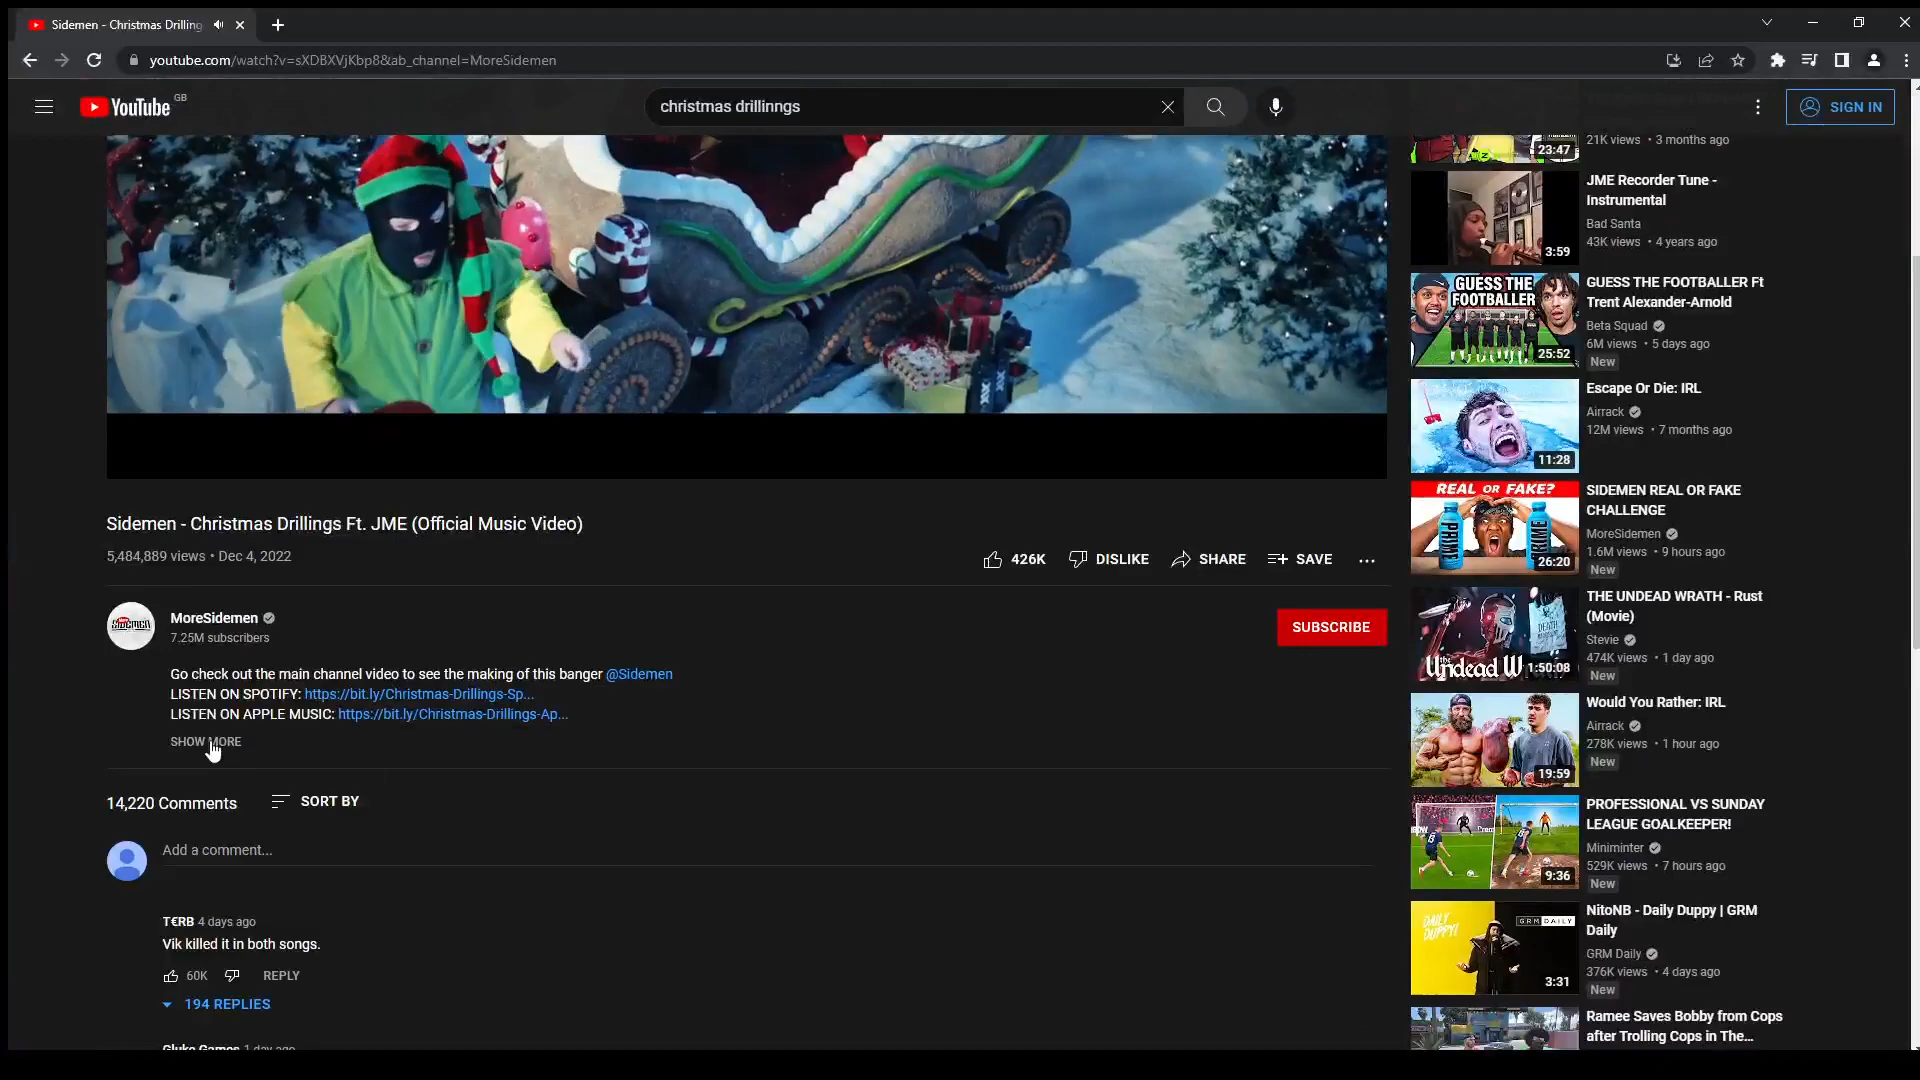 Sidemen - Christmas Drilling
youtube.com/watch?v=sXDBXVjKbp8&ab_channel=MoreSidemen
YouTube GB
christmas drillinngs
SIGN IN
Sidemen - Christmas Drillings Ft. JME (Official Music Video)
5,484,889 views • Dec 4, 2022
426K
DISLIKE
SHARE
SAVE
MoreSidemen
7.25M subscribers
SUBSCRIBE
Go check out the main channel video to see the making of this banger @Sidemen
LISTEN ON SPOTIFY: https://bit.ly/Christmas-Drillings-Sp...
LISTEN ON APPLE MUSIC: https://bit.ly/Christmas-Drillings-Ap...
SHOW MORE
14,220 Comments
SORT BY
Add a comment...
T€RB 4 days ago
Vik killed it in both songs.
60K
REPLY
194 REPLIES
Gluke Games 1 day ago
23:47
21K views • 3 months ago
3:59
JME Recorder Tune -
Instrumental
Bad Santa
43K views • 4 years ago
GUESS THE
FOOTBALLER
25:52
GUESS THE FOOTBALLER Ft
Trent Alexander-Arnold
Beta Squad
6M views • 5 days ago
New
11:28
Escape Or Die: IRL
Airrack
12M views • 7 months ago
REAL OR FAKE?
26:20
SIDEMEN REAL OR FAKE
CHALLENGE
MoreSidemen
1.6M views • 9 hours ago
New
Undead W
1:50:08
THE UNDEAD WRATH - Rust
(Movie)
Stevie
474K views • 1 day ago
New
19:59
Would You Rather: IRL
Airrack
278K views • 1 hour ago
New
9:36
PROFESSIONAL VS SUNDAY
LEAGUE GOALKEEPER!
Miniminter
529K views • 7 hours ago
New
DAILY
DUPPY!
GRM DAILY
3:31
NitoNB - Daily Duppy | GRM
Daily
GRM Daily
376K views • 4 days ago
New
Ramee Saves Bobby from Cops
after Trolling Cops in The...